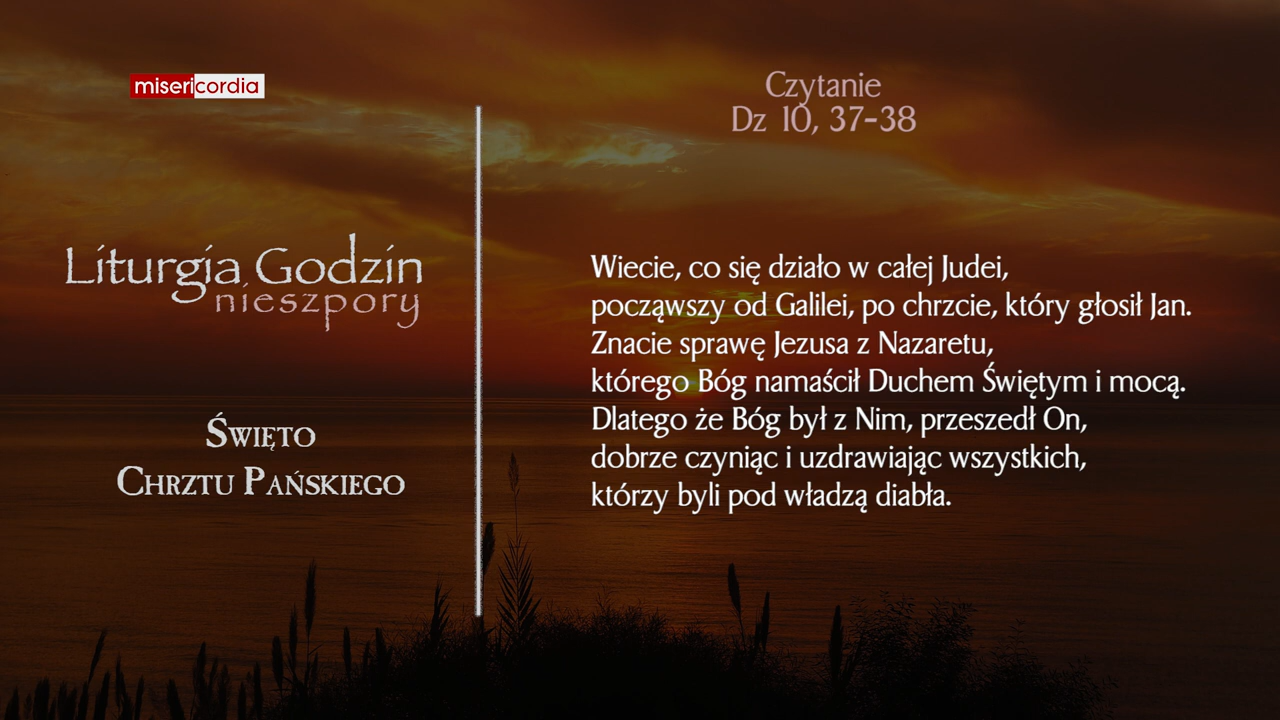 misericordia
Liturgia Godzin
nieszpory
Święto
Chrztu Pańskiego
Czytanie
Dz 10, 37-38
Wiecie, co się działo w całej Judei,
począwszy od Galilei, po chrzcie, który głosił Jan.
Znacie sprawę Jezusa z Nazaretu,
którego Bóg namaścił Duchem Świętym i mocą.
Dlatego że Bóg był z Nim, przeszedł On,
dobrze czyniąc i uzdrawiając wszystkich,
którzy byli pod władzą diabła.